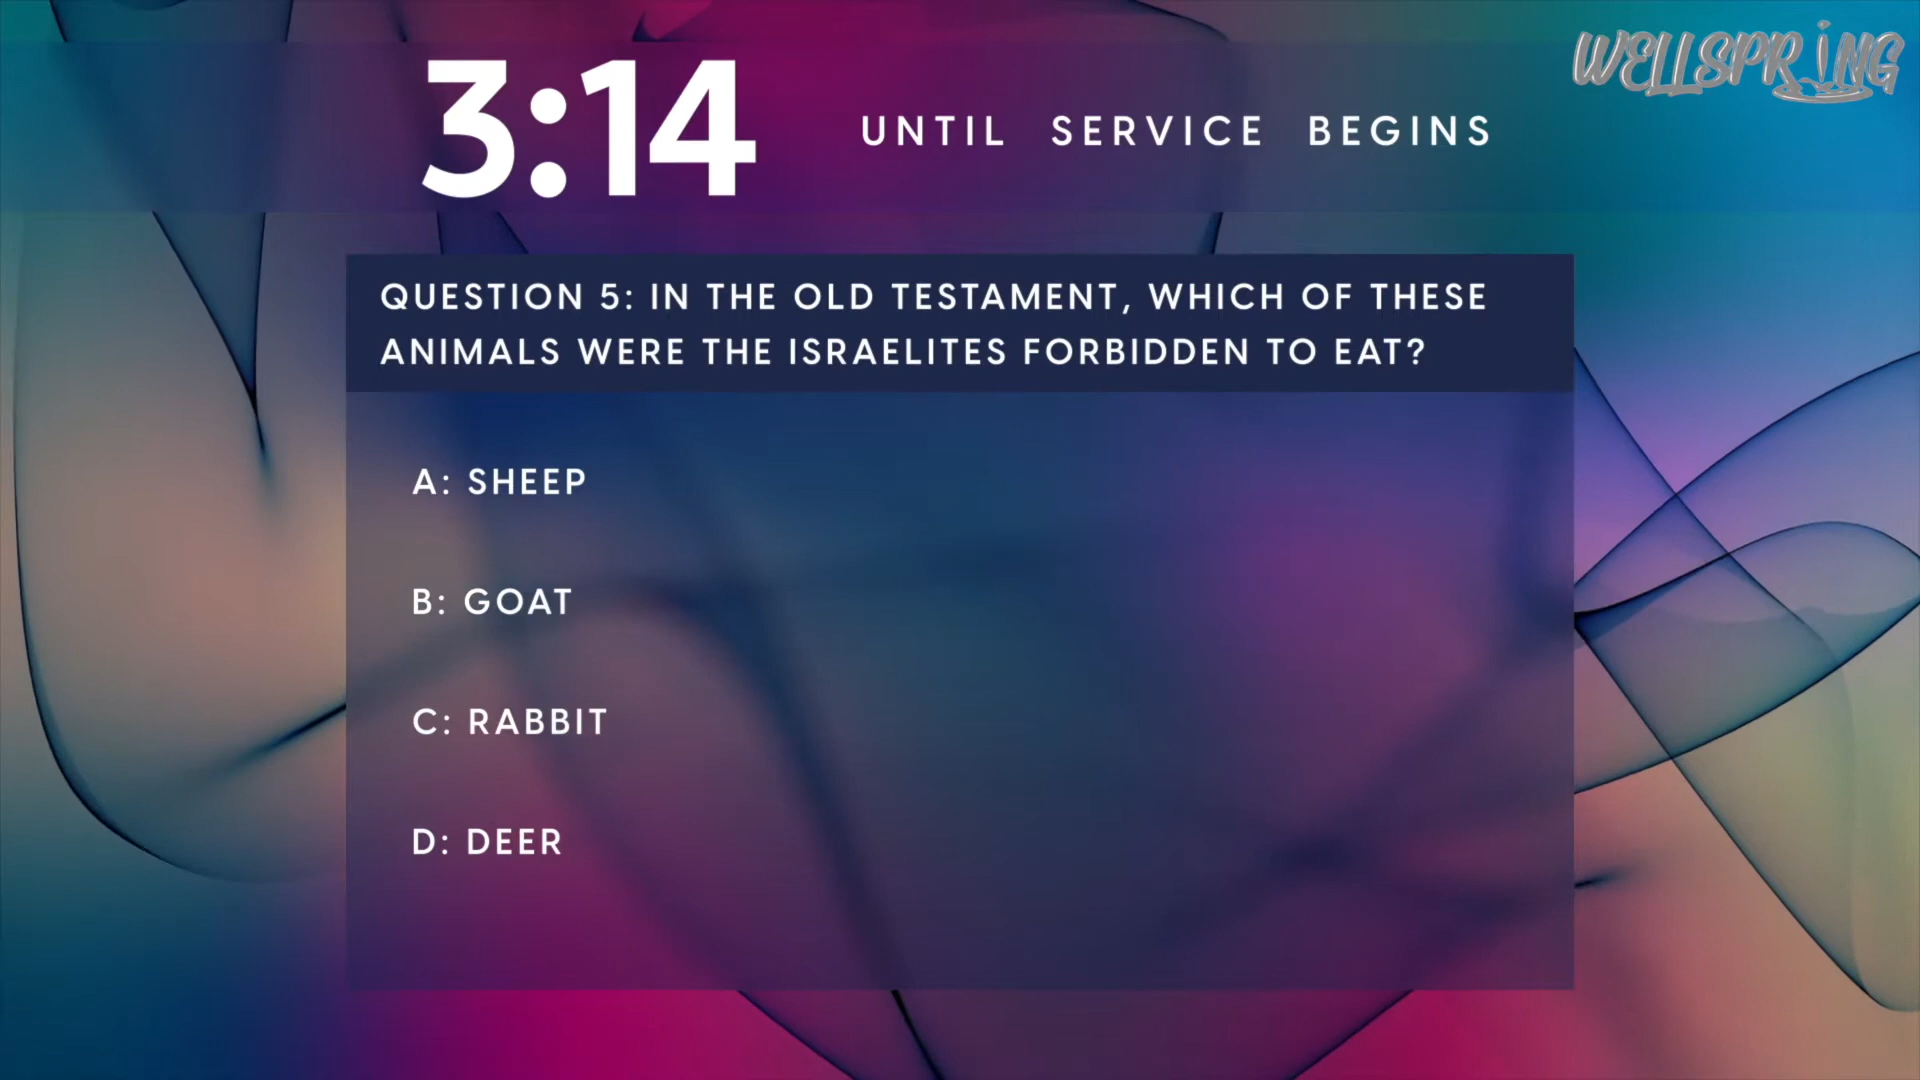 WELLSPRING
3:14 UNTIL SERVICE BEGINS
QUESTION 5: IN THE OLD TESTAMENT, WHICH OF THESE
ANIMALS WERE THE ISRAELITES FORBIDDEN TO EAT?
A: SHEEP
B: GOAT
C: RABBIT
D: DEER